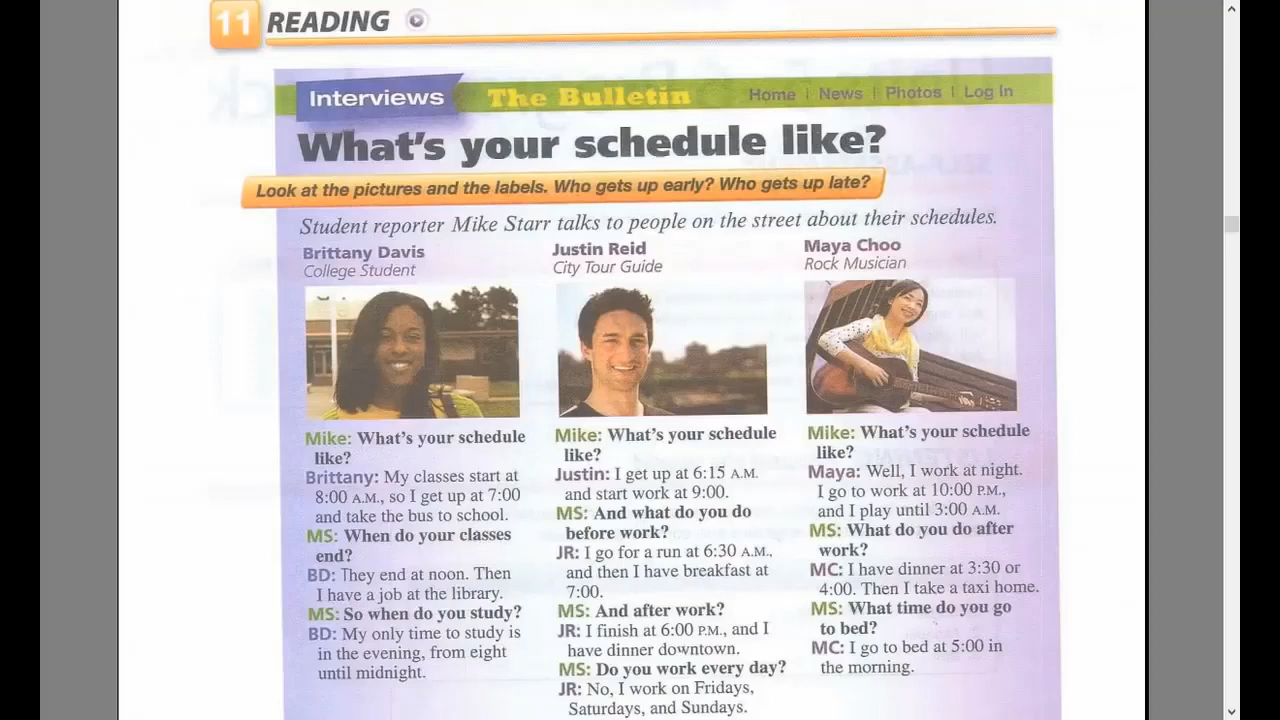 11 READING
Interviews The Bulletin Home | News | Photos | Log In
What's your schedule like?
Look at the pictures and the labels. Who gets up early? Who gets up late?
Student reporter Mike Starr talks to people on the street about their schedules.
Brittany Davis
College Student
Mike: What's your schedule
like?
Brittany: My classes start at
8:00 A.M., so I get up at 7:00
and take the bus to school.
MS: When do your classes
end?
BD: They end at noon. Then
I have a job at the library.
MS: So when do you study?
BD: My only time to study is
in the evening, from eight
until midnight.
Justin Reid
City Tour Guide
Mike: What's your schedule
like?
Justin: I get up at 6:15 A.M.
and start work at 9:00.
MS: And what do you do
before work?
JR: I go for a run at 6:30 A.M.,
and then I have breakfast at
7:00.
MS: And after work?
JR: I finish at 6:00 P.M., and I
have dinner downtown.
MS: Do you work every day?
JR: No, I work on Fridays,
Saturdays, and Sundays.
Maya Choo
Rock Musician
Mike: What's your schedule
like?
Maya: Well, I work at night.
I go to work at 10:00 P.M.,
and I play until 3:00 A.M.
MS: What do you do after
work?
MC: I have dinner at 3:30 or
4:00. Then I take a taxi home.
MS: What time do you go
to bed?
MC: I go to bed at 5:00 in
the morning.